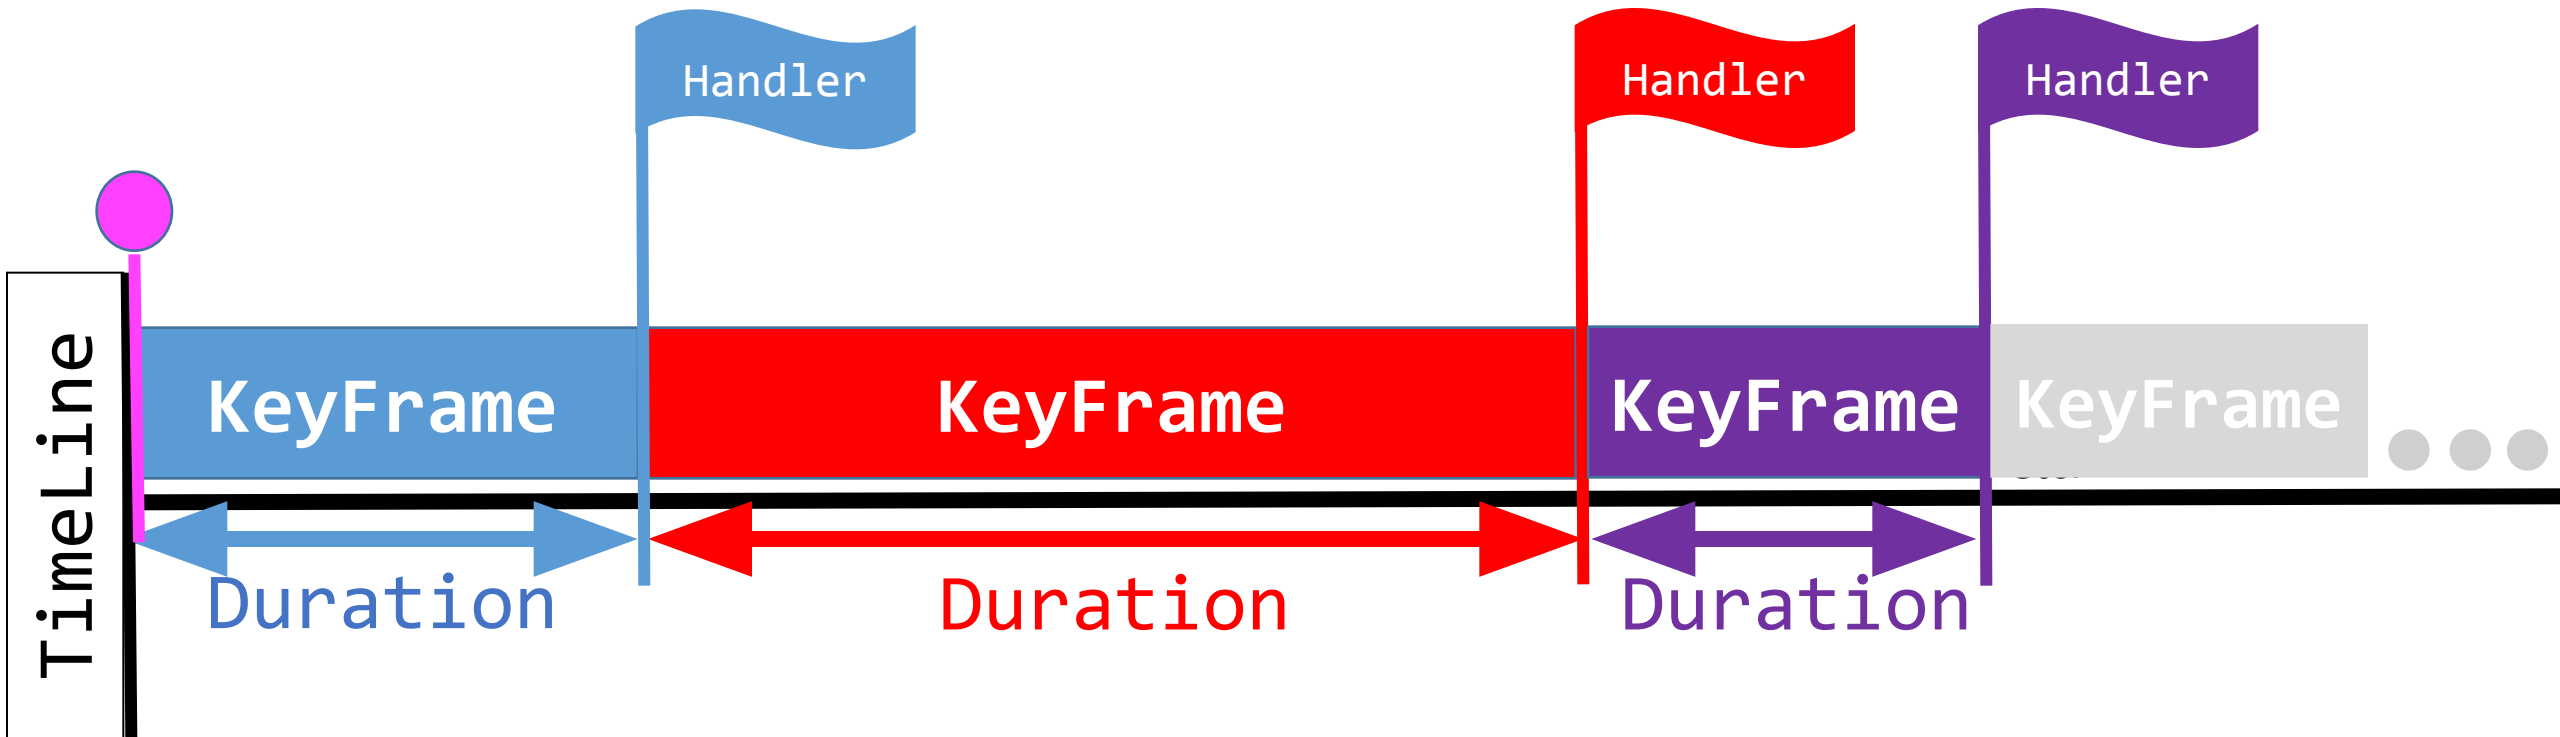 Handler
Handler
Handler
TimeLine
KeyFrame
KeyFrame
KeyFrame
KeyFrame
Duration
Duration
Duration